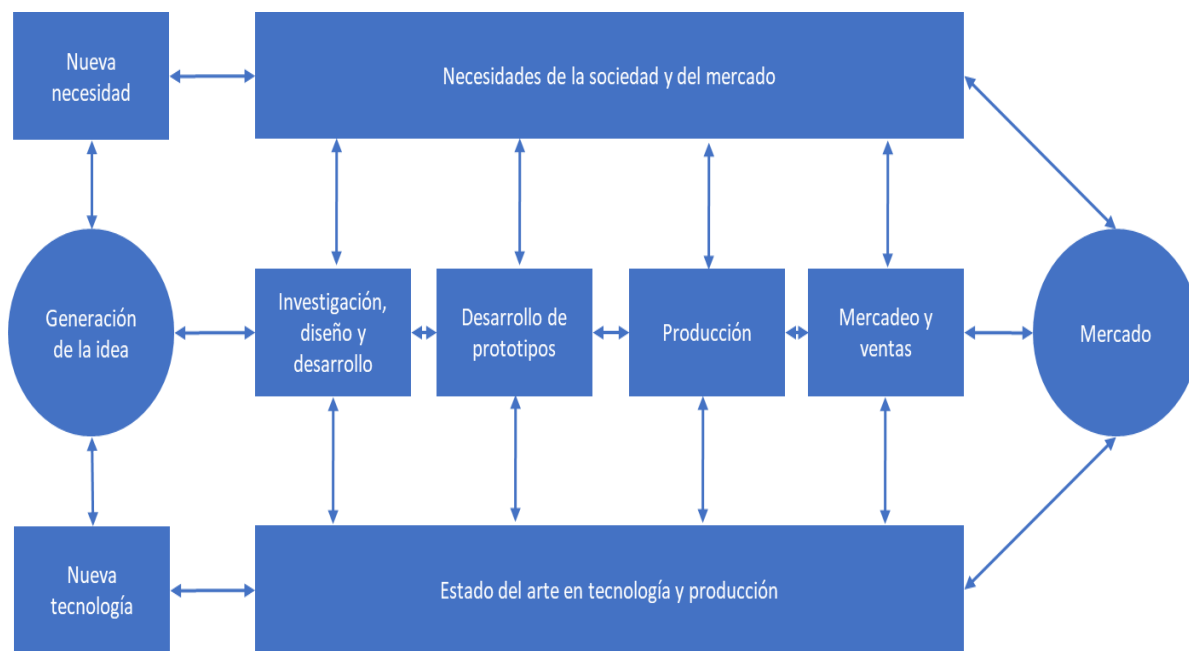 Nueva
necesidad
Necesidades de la sociedad y del mercado
Generación
de la idea
Investigación,
diseño y
desarrollo
Desarrollo de
prototipos
Producción
Mercadeo y
ventas
Mercado
Nueva
tecnología
Estado del arte en tecnología y producción